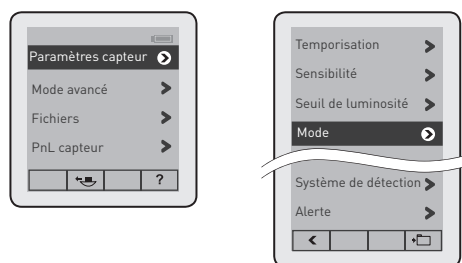 Paramètres capteur
Mode avancé
Fichiers
PnL capteur
?
Temporisation
Sensibilité
Seuil de luminosité
Mode
Système de détection
Alerte